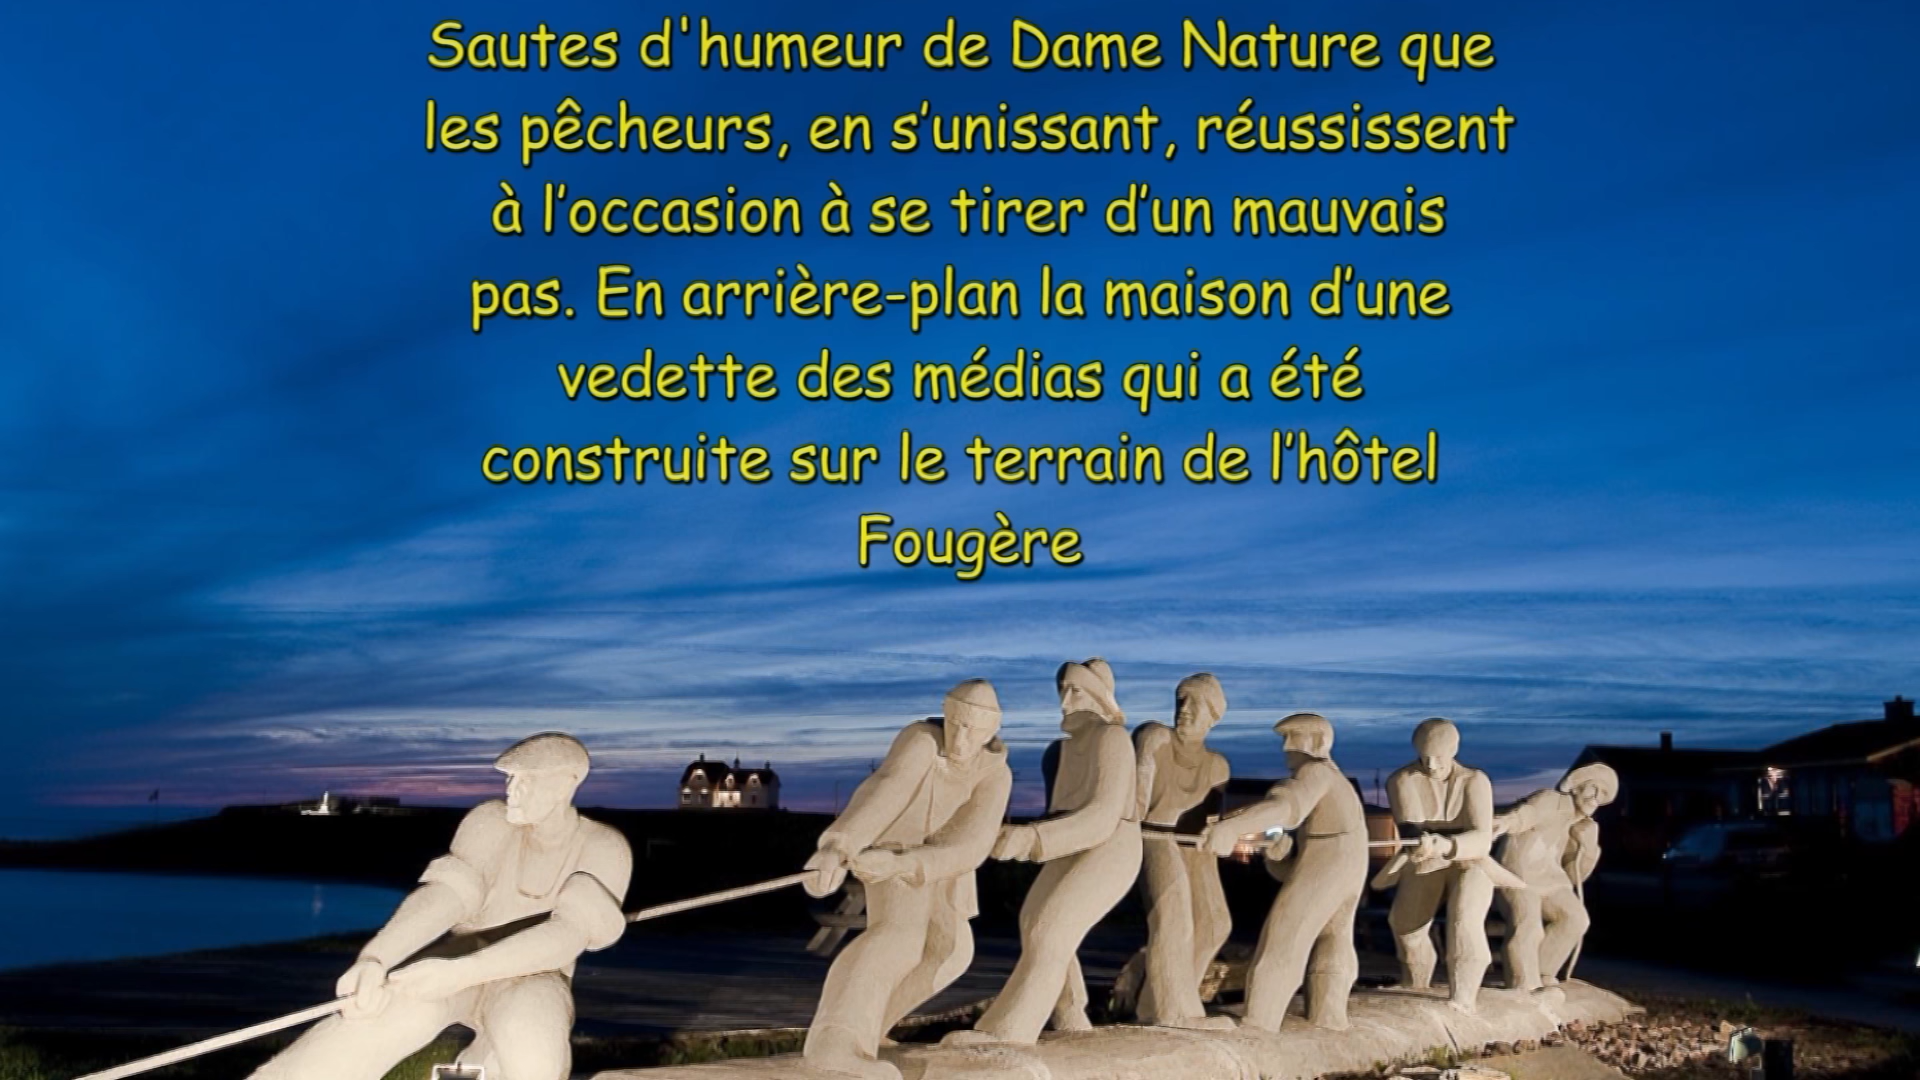 Sautes d'humeur de Dame Nature que
les pêcheurs, en s’unissant, réussissent
à l’occasion à se tirer d’un mauvais
pas. En arrière-plan la maison d’une
vedette des médias qui a été
construite sur le terrain de l’hôtel
Fougère